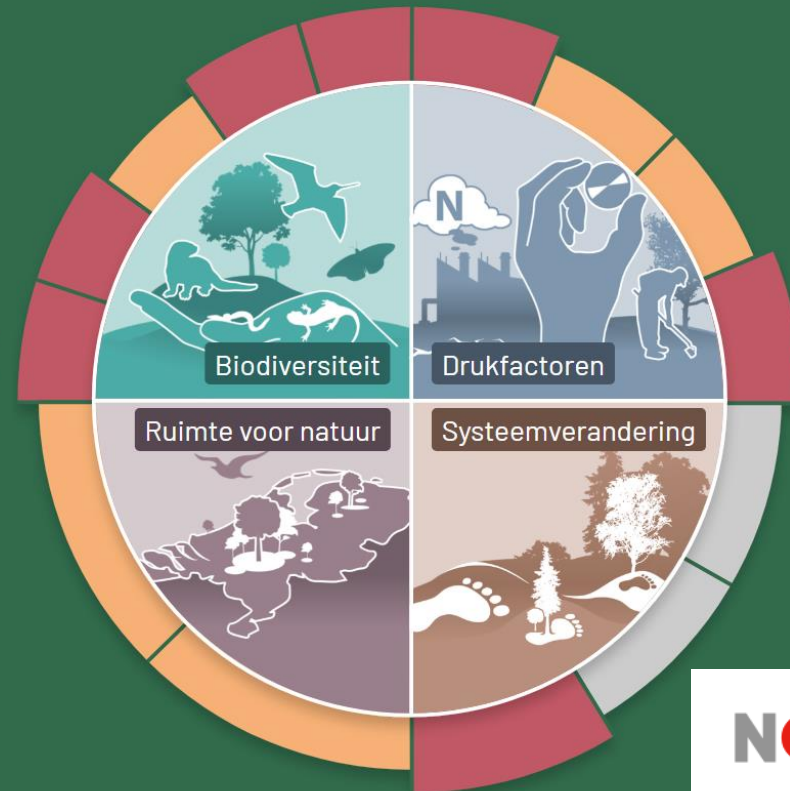 N
Biodiversiteit
Drukfactoren
Ruimte voor natuur
Systeemverandering
N